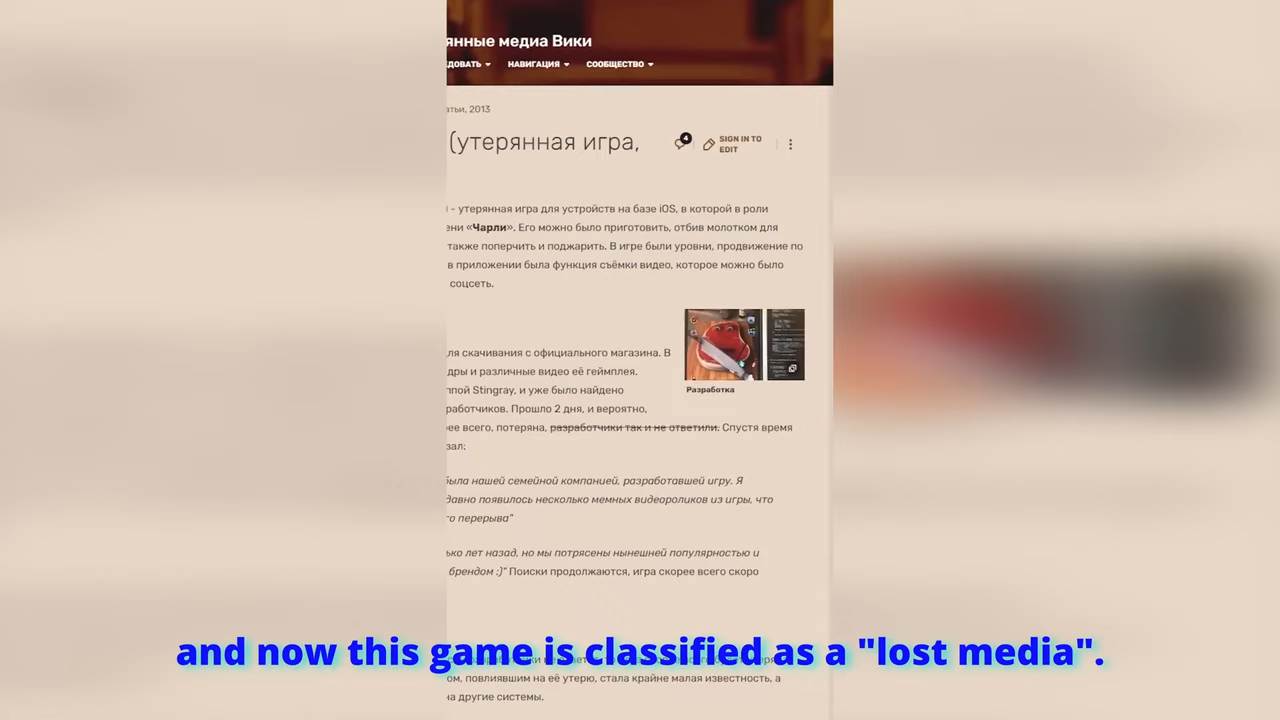 янные медиа Вики
ДОВАТЬ НАВИГАЦИЯ СООБЩЕСТВО
атьи, 2013
(утерянная игра,
4
SIGN IN TO
EDIT
- утерянная игра для устройств на базе iOS, в которой в роли
ени «Чарли». Его можно было приготовить, отбив молотком для
также поперчить и поджарить. В игре были уровни, продвижение по
в приложении была функция съёмки видео, которое можно было
соцсеть.
ля скачивания с официального магазина. В
дры и различные видео её геймплея.
ппой Stingray, и уже было найдено
работчиков. Прошло 2 дня, и вероятно,
ее всего, потеряна, разработчики так и не ответили. Спустя время
зал:
Разработка
была нашей семейной компанией, разработавшей игру. Я
давно появилось несколько мемных видеороликов из игры, что
го перерыва"
ько лет назад, но мы потрясены нынешней популярностью и
брендом :)" Поиски продолжаются, игра скорее всего скоро
and now this game is classified as a "lost media".
ом, повлиявшим на её утерю, стала крайне малая известность, а
на другие системы.